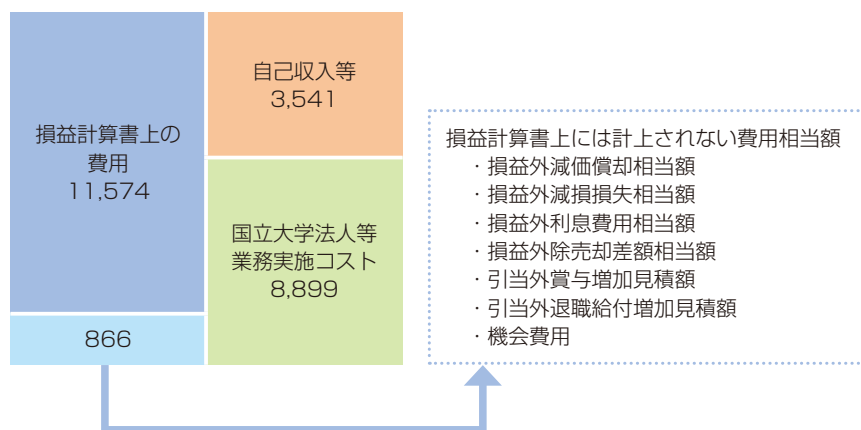 損益計算書上の
費用
11,574
866
自己収入等
3,541
国立大学法人等
業務実施コスト
8,899
損益計算書上には計上されない費用相当額
・損益外減価償却相当額
・損益外減損損失相当額
・損益外利息費用相当額
・損益外除売却差額相当額
・引当外賞与増加見積額
・引当外退職給付増加見積額
・機会費用